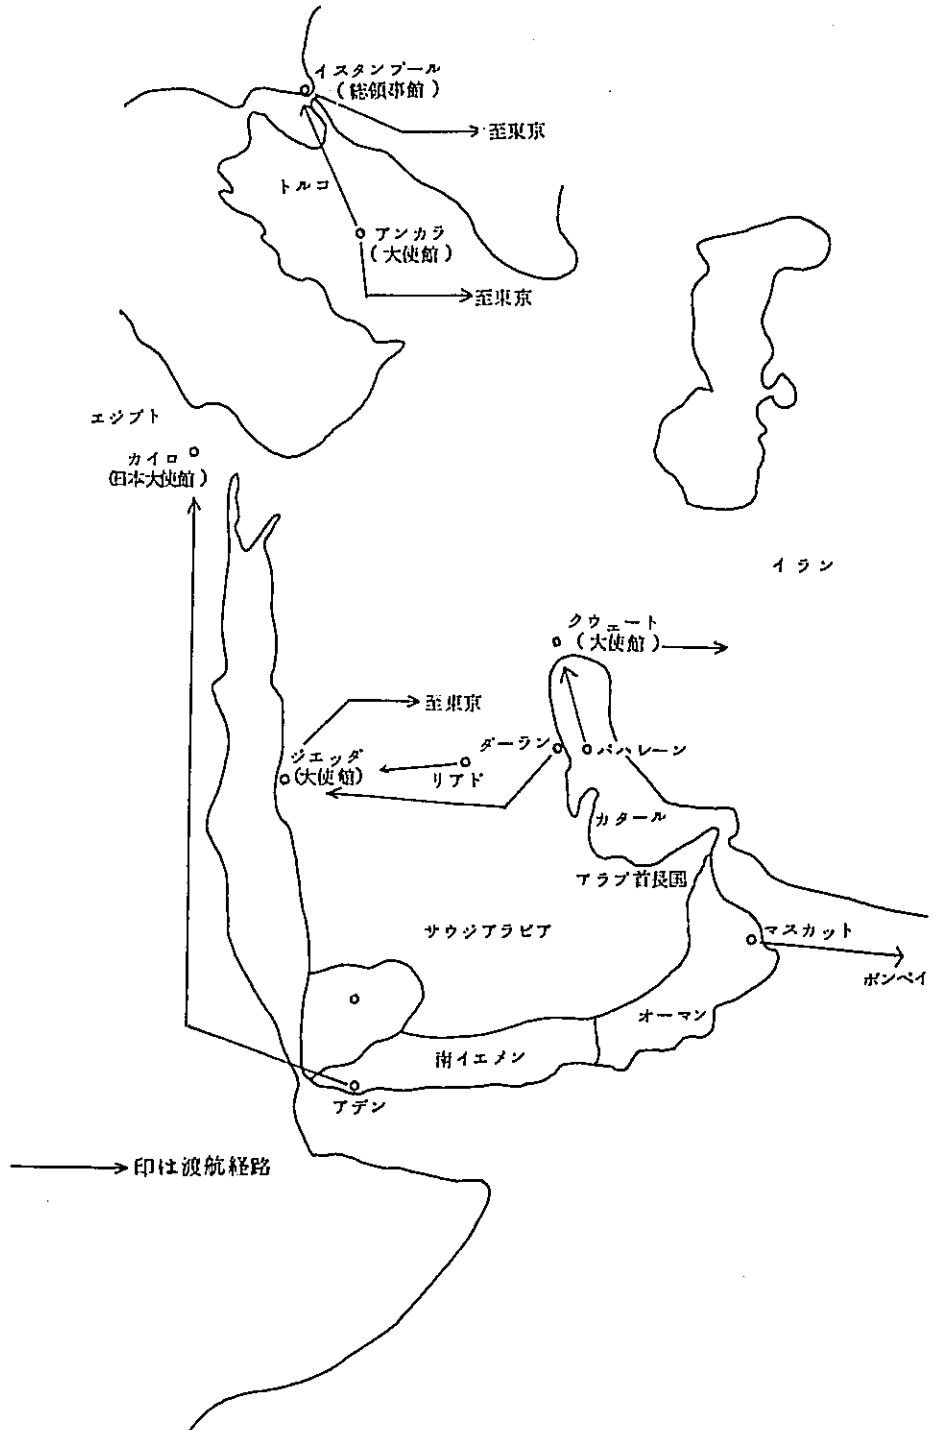 イスタンブール
(総領事館)
至東京
トルコ
アンカラ
(大使館)
至東京
エジプト
カイロ
(日本大使館)
イラン
クウェート
(大使館)
至東京
ジエッダ
(大使館)
リアド
ダーラン
バハレーン
カタール
アラブ首長国
サウジアラビア
マスカット
ボンベイ
オーマン
南イエメン
アデン
印は渡航経路